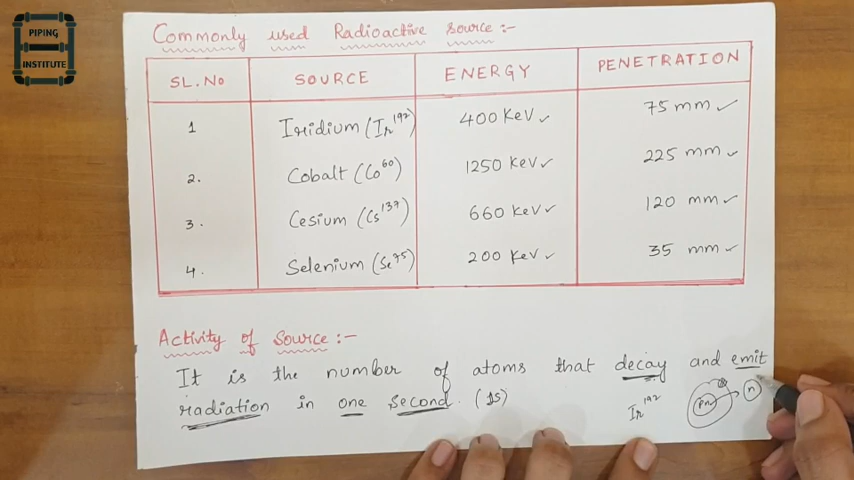 PIPING
INSTITUTE
Commonly used Radioactive source :-
SL. No SOURCE ENERGY PENETRATION
1 Iridium (Ir192) 400 KeV ✓ 75 mm ✓
2. Cobalt (Co60) 1250 KeV ✓ 225 mm ✓
3. Cesium (Cs137) 660 KeV ✓ 120 mm ✓
4. Selenium (Se75) 200 KeV ✓ 35 mm ✓
Activity of Source :-
It is the number of atoms that decay and emit
radiation in one second. (1s)
Ir192 Pn n